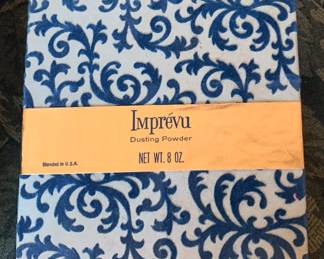 Imprévu
Dusting Powder
NET WT. 8 OZ.
Blended in U.S.A.